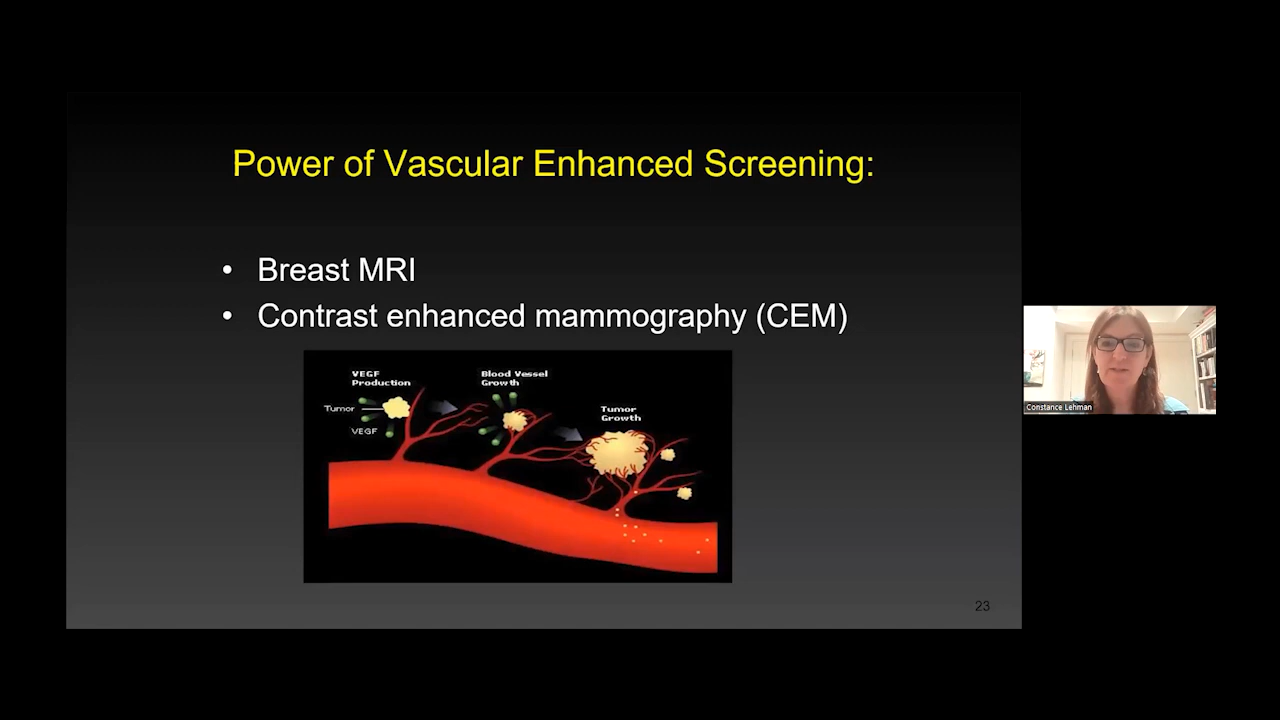 Power of Vascular Enhanced Screening:
• Breast MRI
• Contrast enhanced mammography (CEM)
VEGF
Production
Blood Vessel
Growth
Tumor
Growth
Tumor
VEGF
Constance Lehman
23